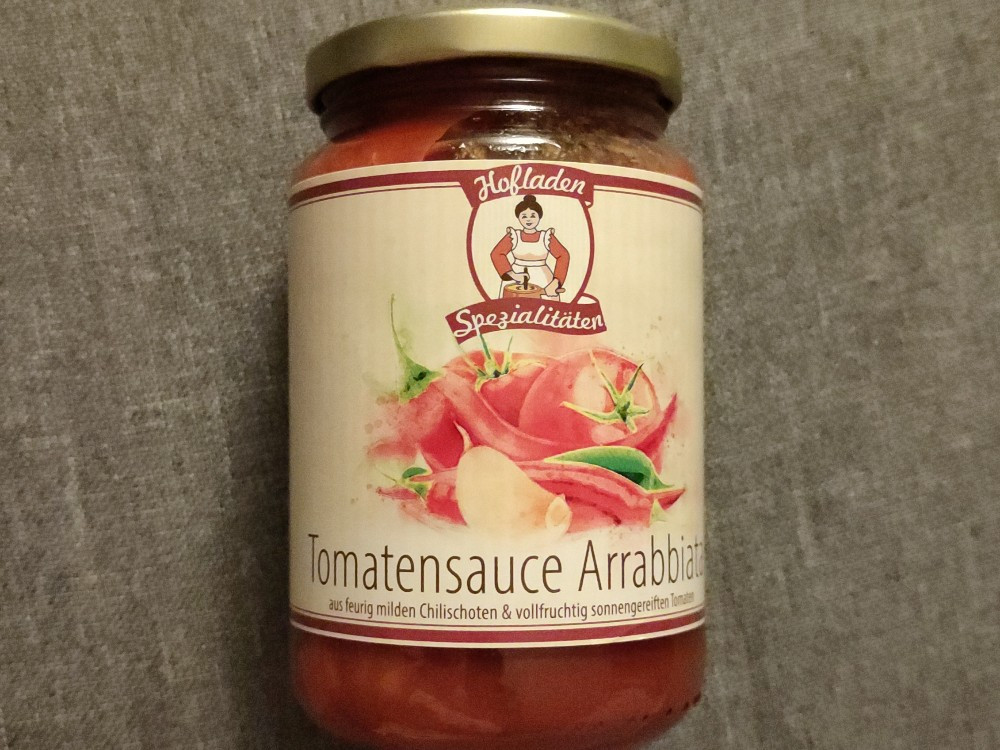 Hofladen
Spezialitäten
Tomatensauce Arrabbiata
aus feurig milden Chilischoten & vollfruchtig sonnengereiften Tomaten